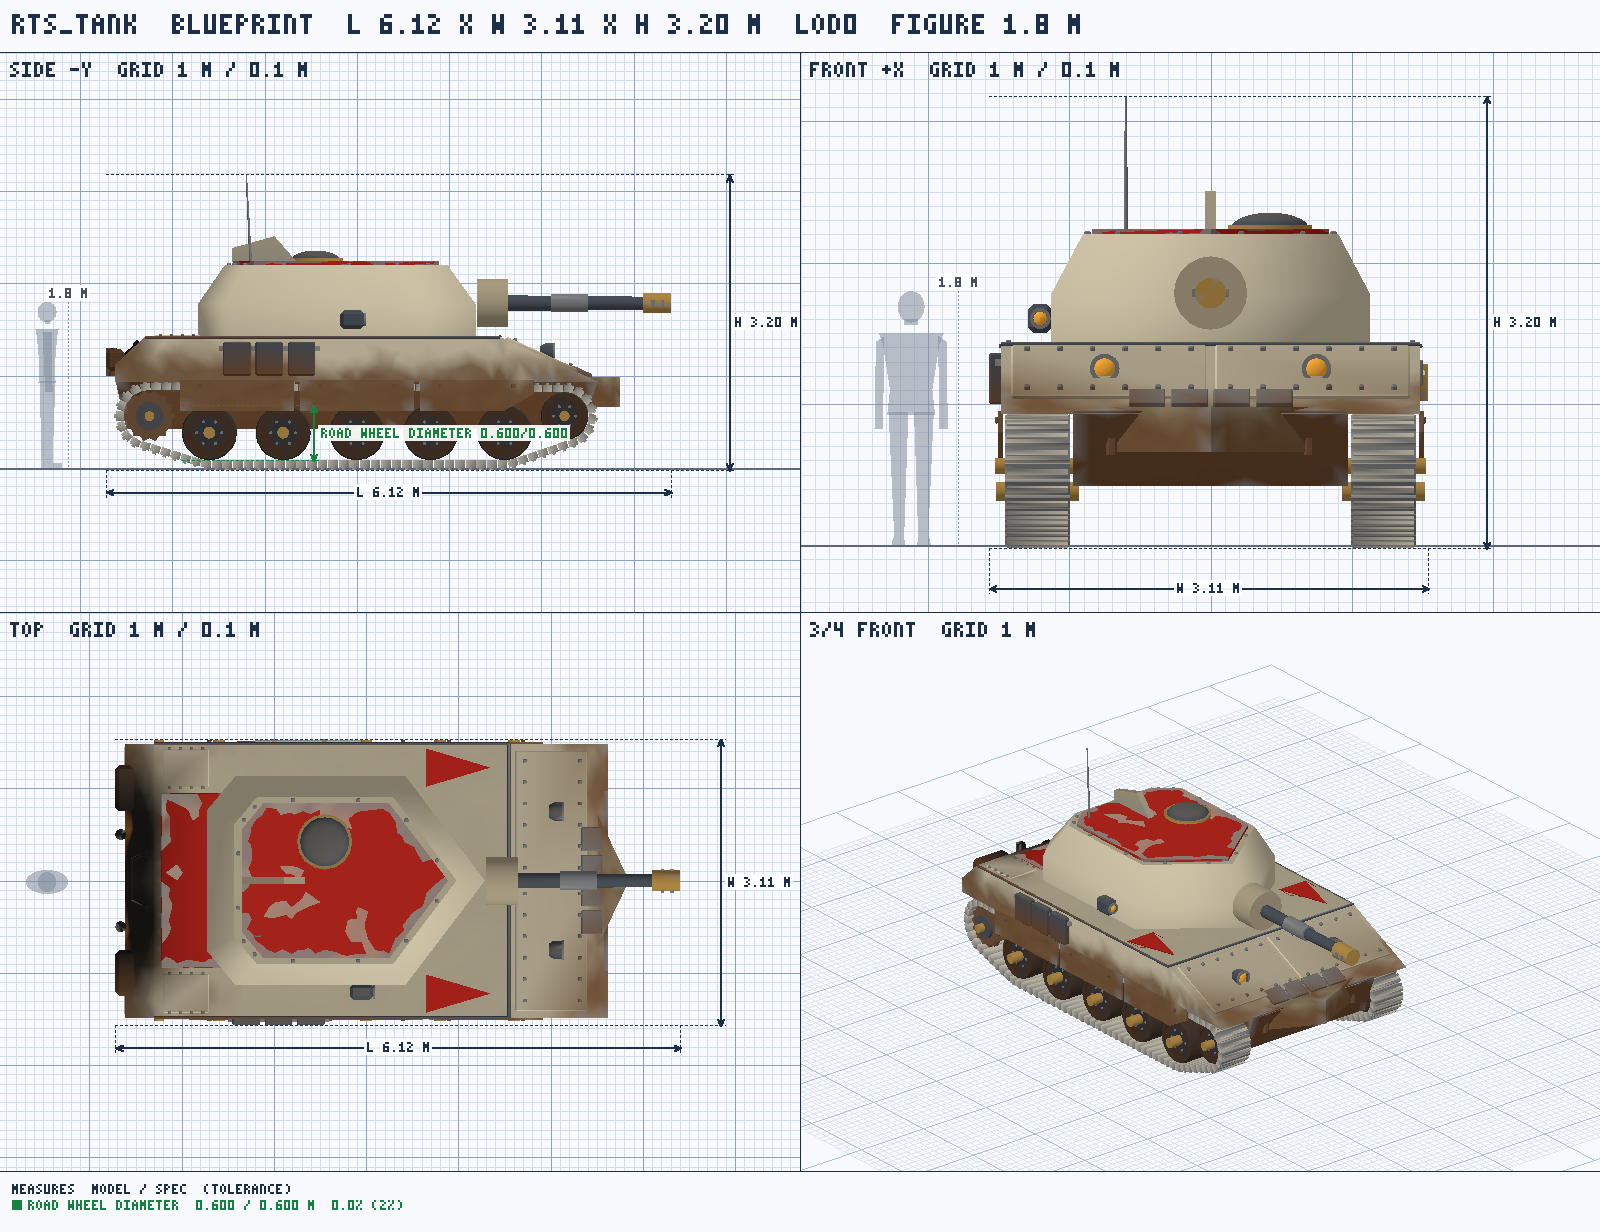 RTS_TANK BLUEPRINT L 6.12 X W 3.11 X H 3.20 M LOD0 FIGURE 1.8 M
SIDE -Y GRID 1 M / 0.1 M
1.8 M
H 3.20 M
ROAD WHEEL DIAMETER 0.600/0.600
L 6.12 M
FRONT +X GRID 1 M / 0.1 M
1.8 M
H 3.20 M
W 3.11 M
TOP GRID 1 M / 0.1 M
W 3.11 M
L 6.12 M
3/4 FRONT GRID 1 M
MEASURES MODEL / SPEC (TOLERANCE)
ROAD WHEEL DIAMETER 0.600 / 0.600 M 0.0% (2%)